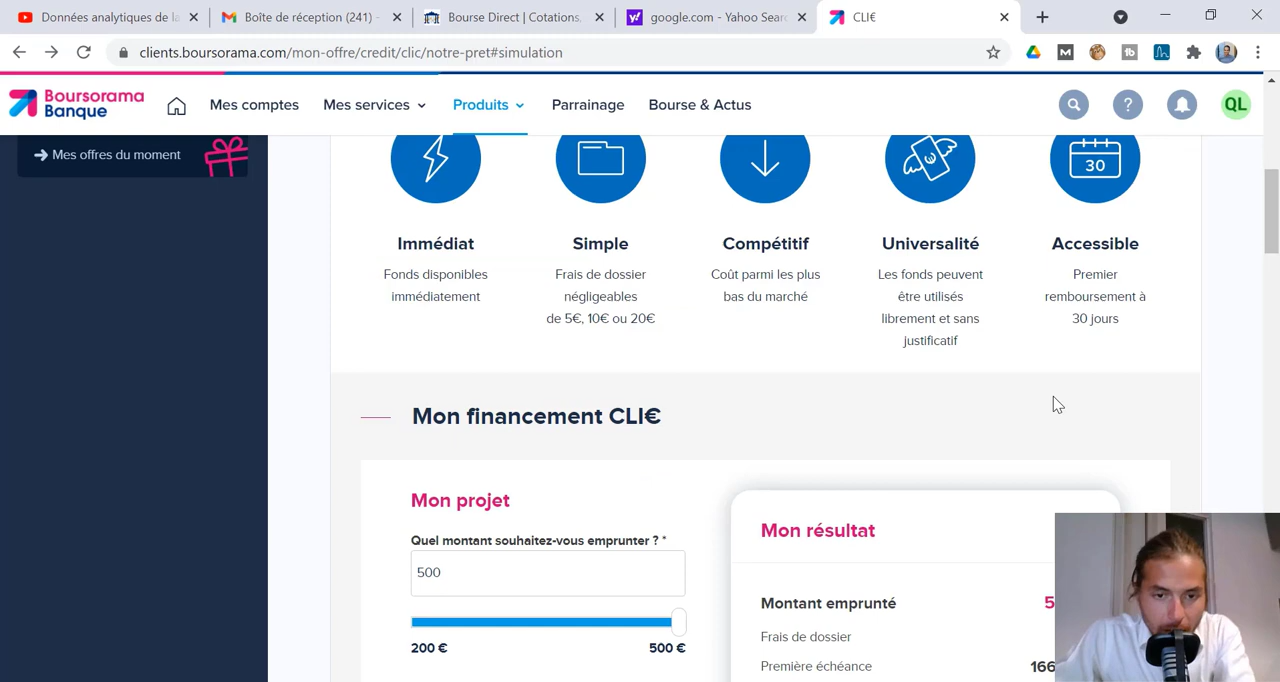 Données analytiques de la
Boîte de réception (241) -
Bourse Direct | Cotations,
google.com - Yahoo Sear
CLI€
clients.boursorama.com/mon-offre/credit/clic/notre-pret#simulation
M
tb
Boursorama
Banque
Mes comptes
Mes services
Produits
Parrainage
Bourse & Actus
?
QL
Mes offres du moment
30
Immédiat
Simple
Compétitif
Universalité
Accessible
Fonds disponibles
immédiatement
Frais de dossier
négligeables
de 5€, 10€ ou 20€
Coût parmi les plus
bas du marché
Les fonds peuvent
être utilisés
librement et sans
justificatif
Premier
remboursement à
30 jours
Mon financement CLI€
Mon projet
Quel montant souhaitez-vous emprunter ? *
500
200 €
500 €
Mon résultat
Montant emprunté
5
Frais de dossier
Première échéance
166